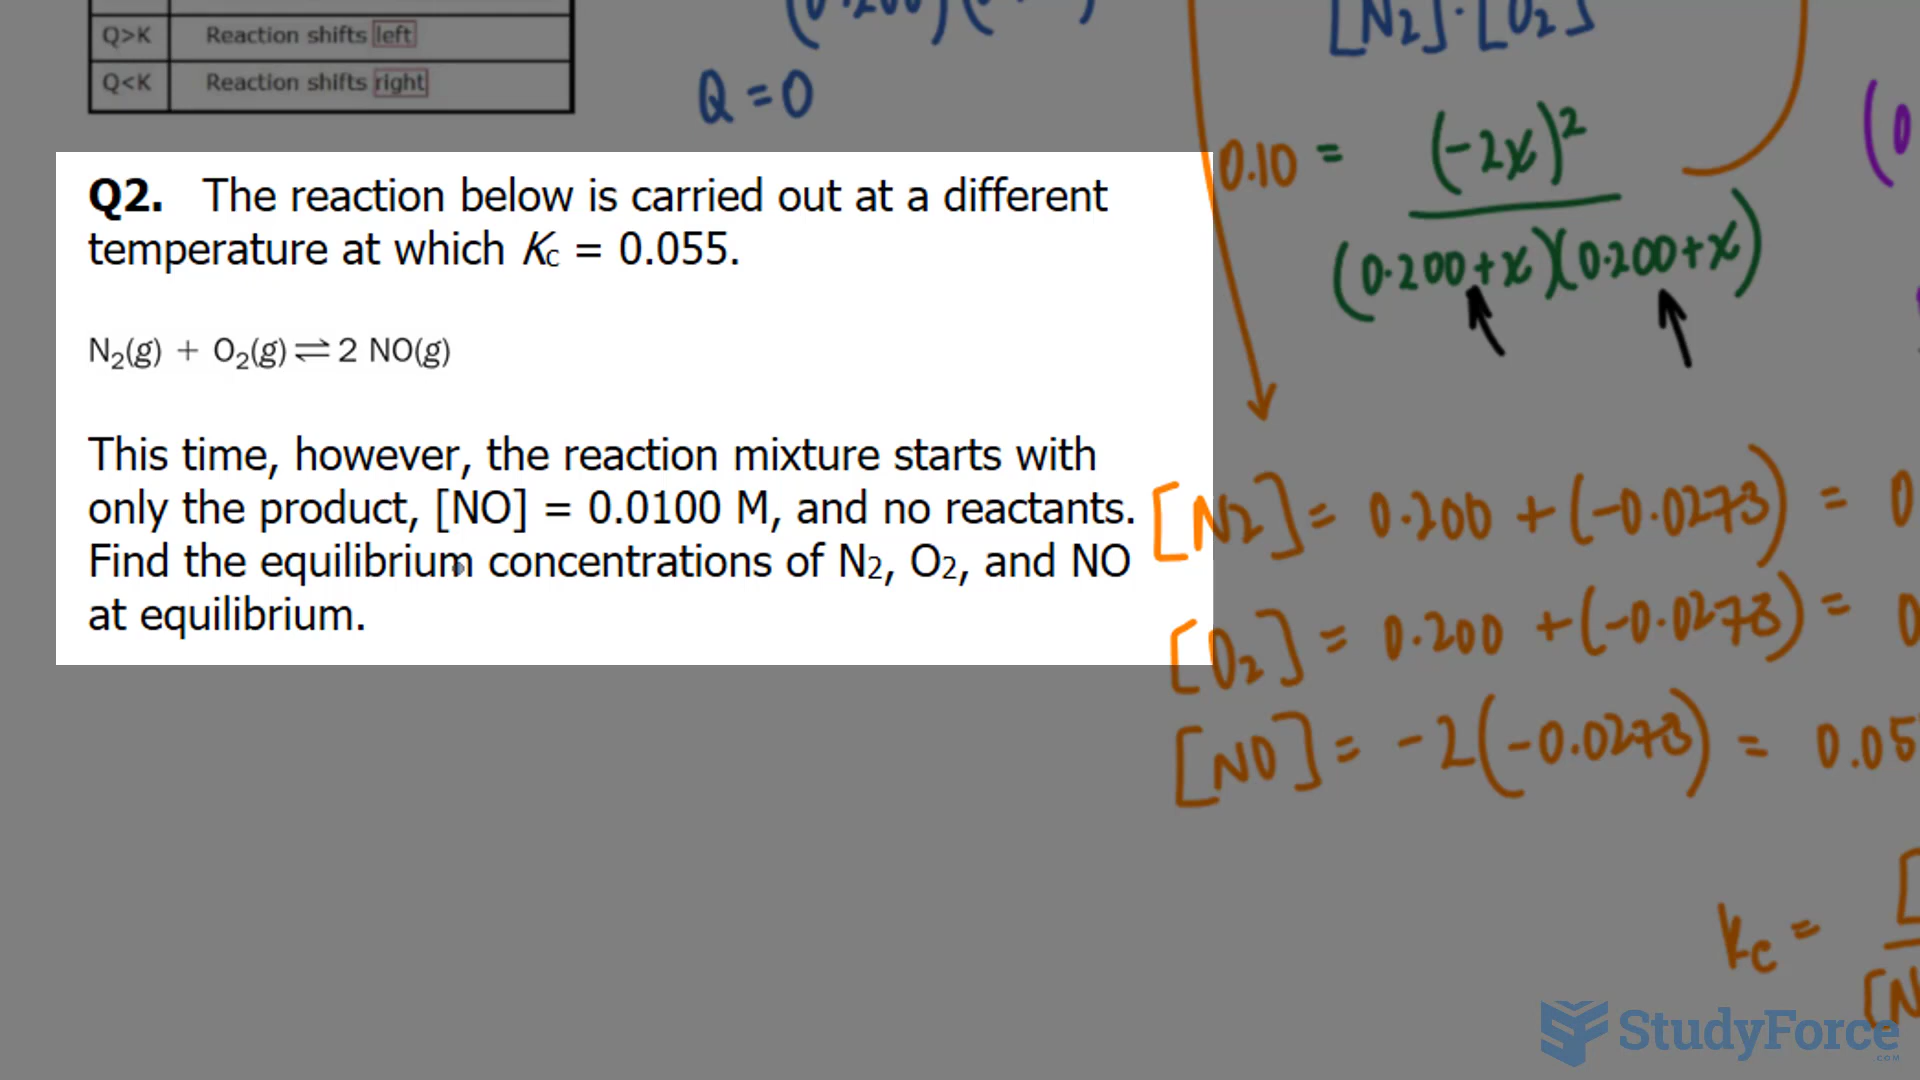 Q>K Reaction shifts left
Q<K Reaction shifts right
Q = 0
[N2]·[O2]
0.10 = (-2x)²
(0.200+x)(0.200+x)
Q2. The reaction below is carried out at a different
temperature at which Kc = 0.055.
N₂(g) + O₂(g) ⇌ 2 NO(g)
This time, however, the reaction mixture starts with
only the product, [NO] = 0.0100 M, and no reactants.
Find the equilibrium concentrations of N2, O2, and NO
at equilibrium.
[N2] = 0.200 + (-0.0273) = 0
[O2] = 0.200 + (-0.0273) =
[NO] = -2(-0.0273) = 0.05
Kc =
[N
StudyForce
.COM